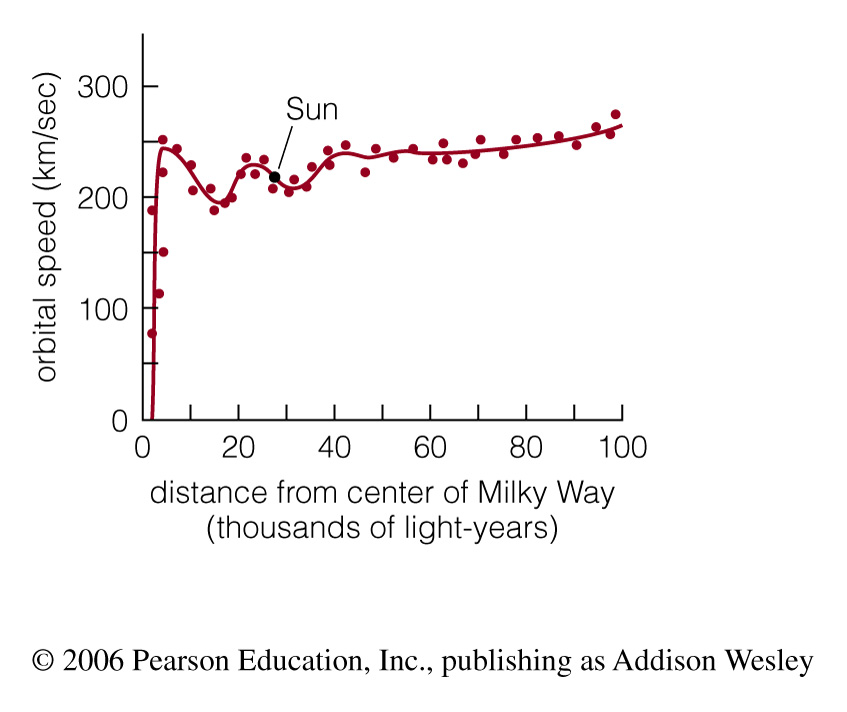 300
200
100
0
orbital speed (km/sec)
Sun
0 20 40 60 80 100
distance from center of Milky Way
(thousands of light-years)
© 2006 Pearson Education, Inc., publishing as Addison Wesley